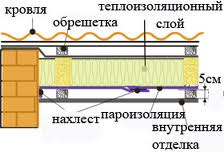 кровля
теплоизоляционный
обрешетка
слой
5см
нахлест
пароизоляция
внутренняя
отделка